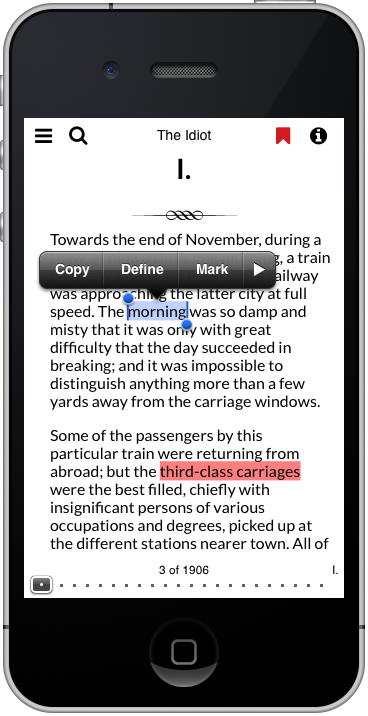 The Idiot
I.
Towards the end of November, during a
g, a train
ailway
was approaching the latter city at full
Copy Define Mark
speed. The morning was so damp and
misty that it was only with great
difficulty that the day succeeded in
breaking; and it was impossible to
distinguish anything more than a few
yards away from the carriage windows.
Some of the passengers by this
particular train were returning from
abroad; but the third-class carriages
were the best filled, chiefly with
insignificant persons of various
occupations and degrees, picked up at
the different stations nearer town. All of
3 of 1906 I.